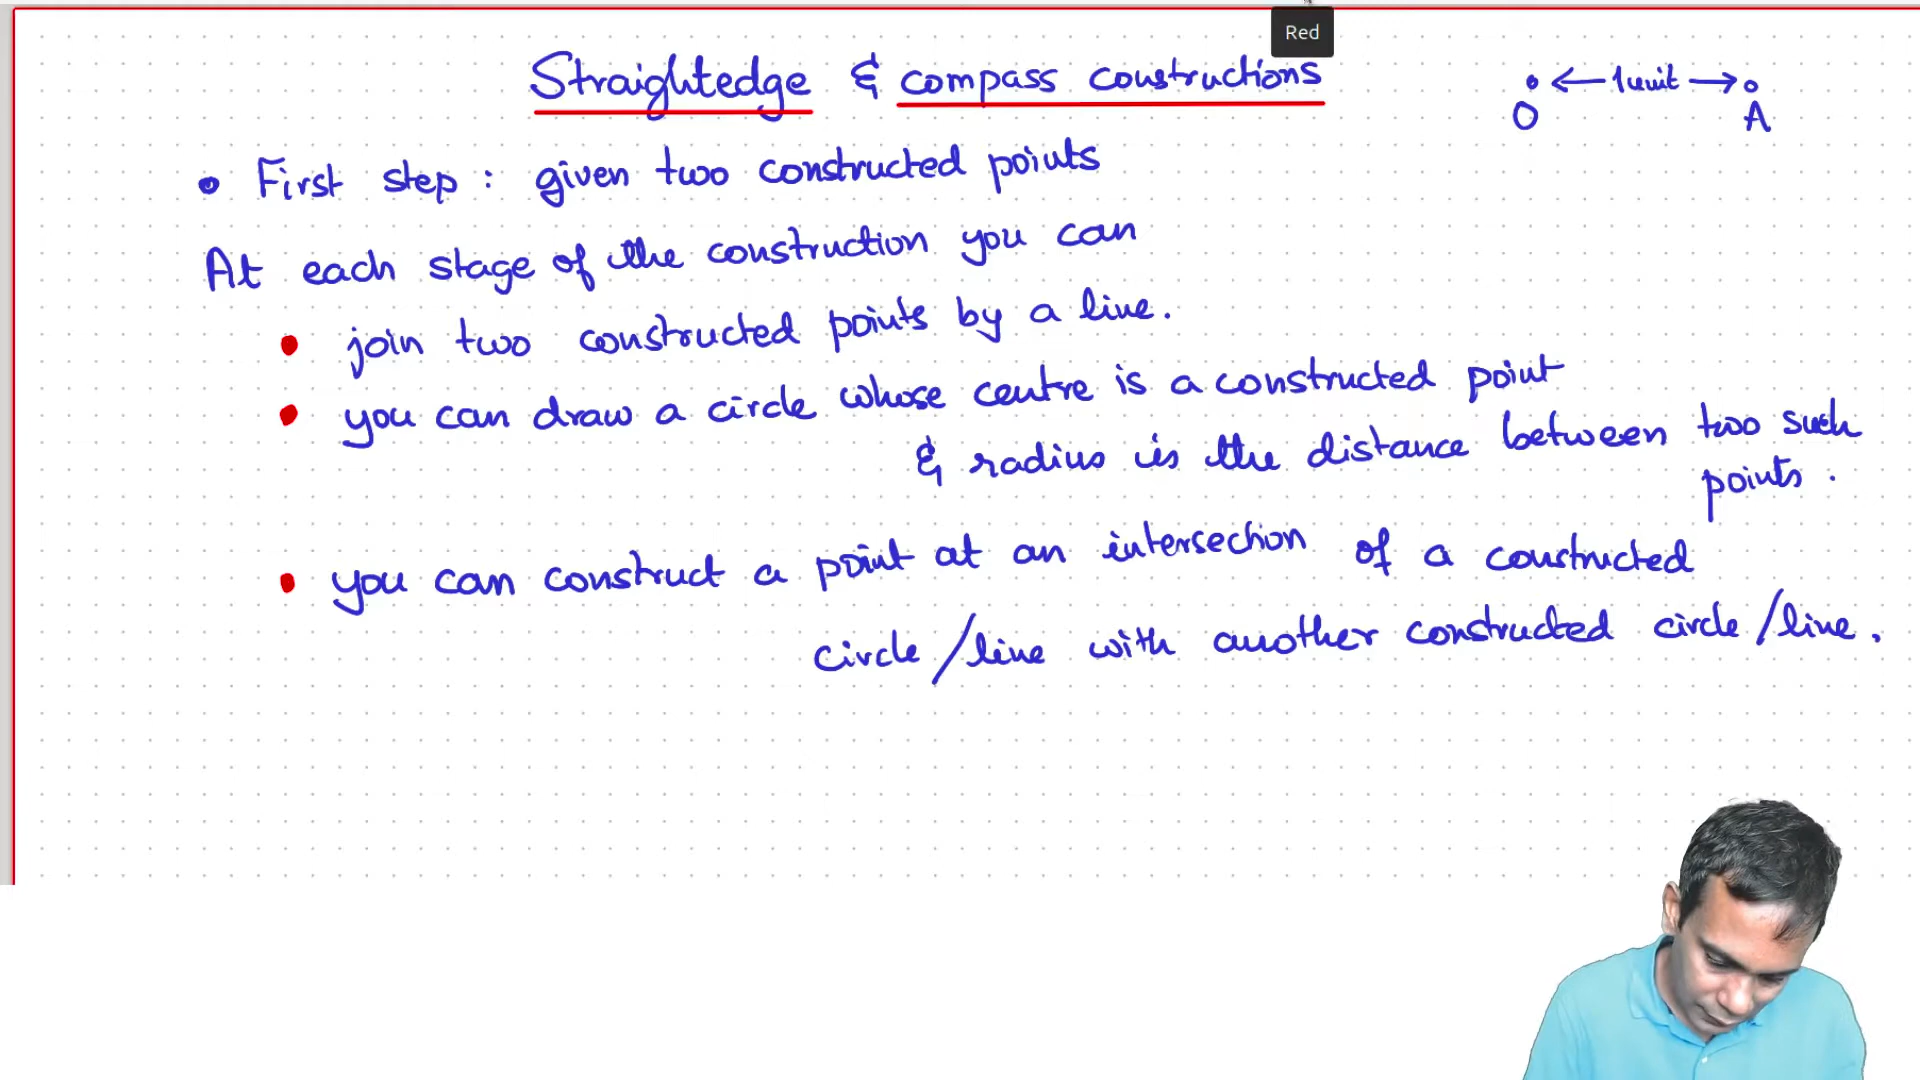 Red
Straightedge & compass constructions
o <— 1 unit —> o
O A
• First step : given two constructed points
At each stage of the construction you can
• join two constructed points by a line.
• you can draw a circle whose centre is a constructed point
& radius is the distance between two such
points.
• you can construct a point at an intersection of a constructed
circle/line with another constructed circle/line.